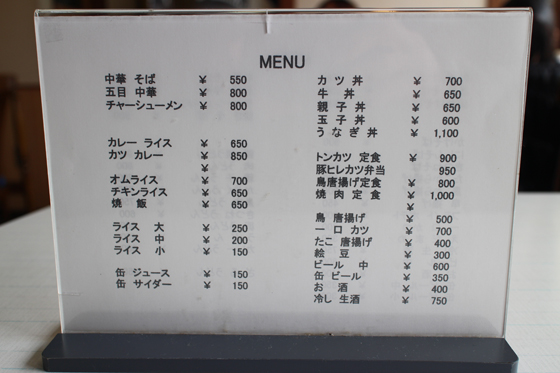 MENU
中華 そば ¥ 550
五目 中華 ¥ 800
チャーシューメン ¥ 800
カレー ライス ¥ 650
カツ カレー ¥ 850
¥
オムライス ¥ 700
チキンライス ¥ 650
焼 飯 ¥ 650
ライス 大 ¥ 250
ライス 中 ¥ 200
ライス 小 ¥ 150
缶 ジュース ¥ 150
缶 サイダー ¥ 150
カ ツ 丼 ¥ 700
牛 丼 ¥ 650
親 子 丼 ¥ 650
玉 子 丼 ¥ 600
う な ぎ 丼 ¥ 1,100
トンカツ 定食 ¥ 900
豚ヒレカツ弁当 950
鳥唐揚げ定食 ¥ 800
焼 肉 定 食 ¥ 1,000
¥
鳥 唐揚げ ¥ 500
一 口 カツ ¥ 700
たこ 唐揚げ ¥ 400
絵 豆 ¥ 300
ビール 中 ¥ 600
缶 ビール ¥ 350
お 酒 ¥ 400
冷し 生酒 ¥ 750